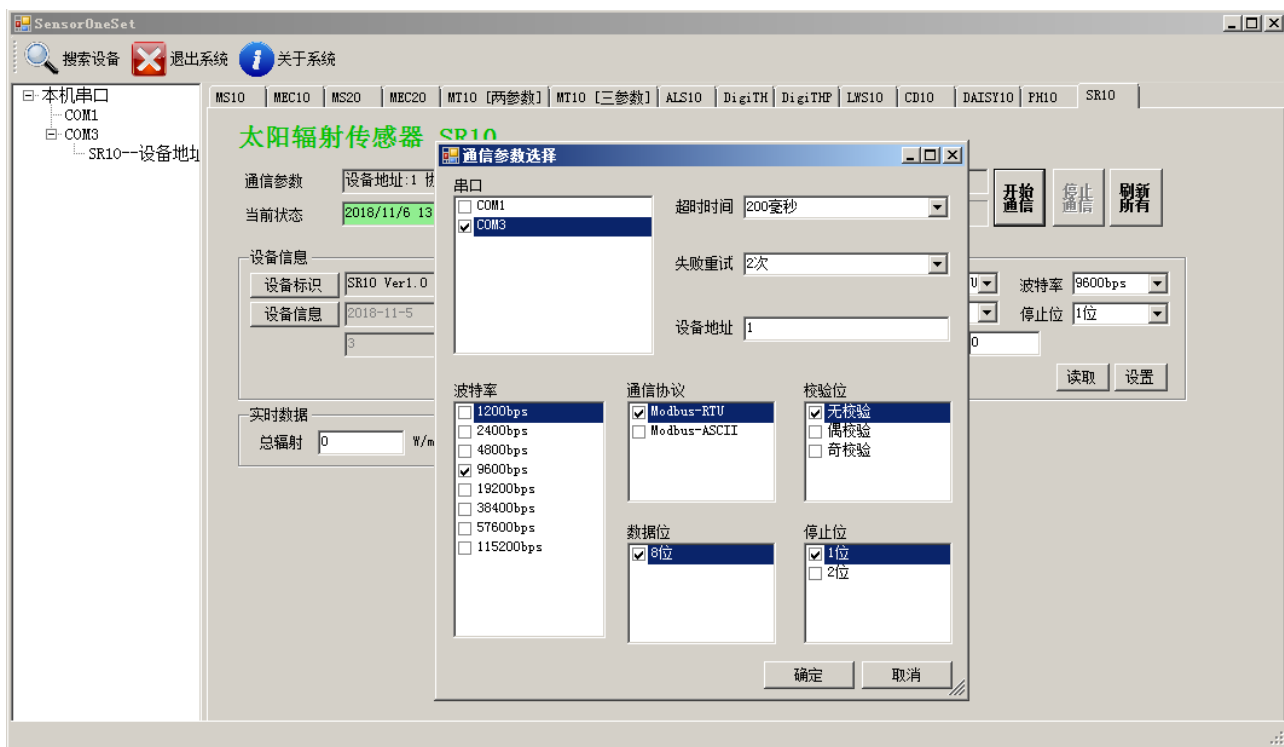 SensorOneSet
搜索设备 退出系统 关于系统
本机串口
COM1
COM3
SR10--设备地址
MS10 MEC10 MS20 MEC20 MT10 [两参数] MT10 [三参数] ALS10 DigiTH DigiTHP LWS10 CD10 DAISY10 PH10 SR10
太阳辐射传感器 SR10
通信参数 设备地址:1
当前状态 2018/11/6 13
开始通信 停止通信 刷新所有
设备信息
设备标识 SR10 Ver1.0
设备信息 2018-11-5
3
U 波特率 9600bps
停止位 1位
0
读取 设置
实时数据
总辐射 0 W/m
通信参数选择
串口
COM1
COM3
超时时间 200毫秒
失败重试 2次
设备地址 1
波特率
1200bps
2400bps
4800bps
9600bps
19200bps
38400bps
57600bps
115200bps
通信协议
Modbus-RTU
Modbus-ASCII
校验位
无校验
偶校验
奇校验
数据位
8位
停止位
1位
2位
确定 取消